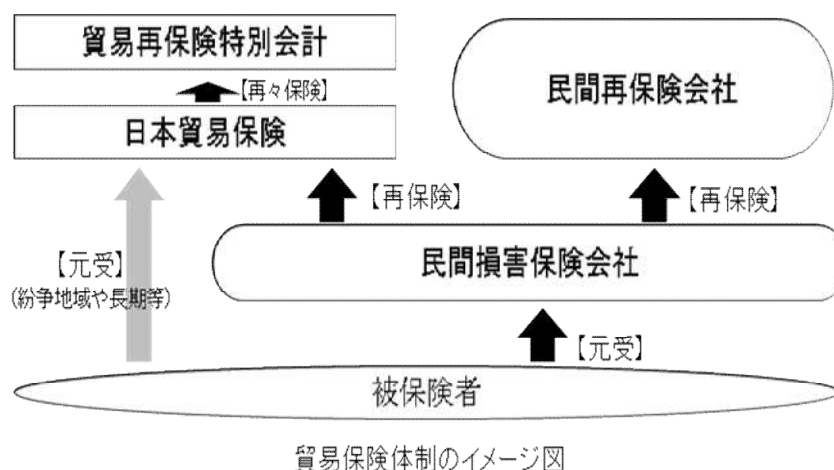 貿易再保険特別会計
【再々保険】
民間再保険会社
日本貿易保険
【再保険】
【再保険】
民間損害保険会社
【元受】
(紛争地域や長期等)
【元受】
被保険者
貿易保険体制のイメージ図